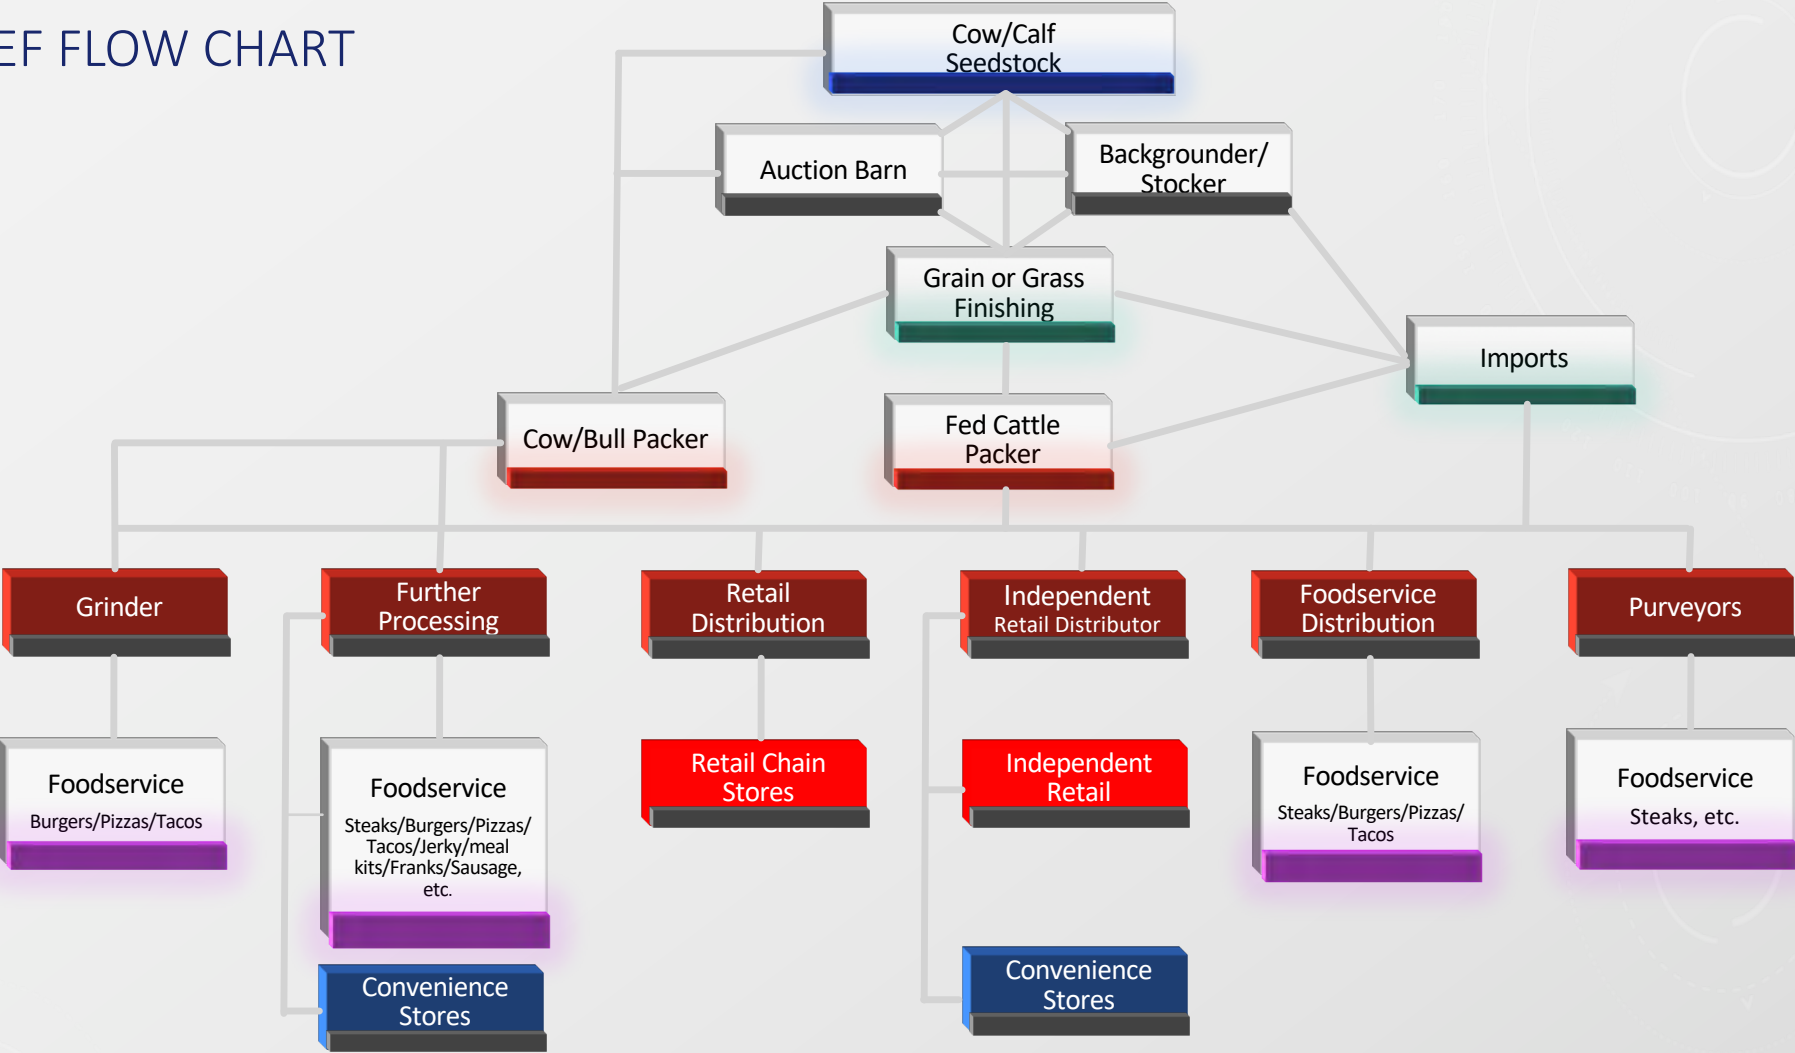 EF FLOW CHART
Cow/Calf
Seedstock
Auction Barn
Backgrounder/
Stocker
Grain or Grass
Finishing
Imports
Cow/Bull Packer
Fed Cattle
Packer
Grinder
Further
Processing
Retail
Distribution
Independent
Retail Distributor
Foodservice
Distribution
Purveyors
Foodservice
Burgers/Pizzas/Tacos
Foodservice
Steaks/Burgers/Pizzas/
Tacos/Jerky/meal
kits/Franks/Sausage,
etc.
Retail Chain
Stores
Independent
Retail
Foodservice
Steaks/Burgers/Pizzas/
Tacos
Foodservice
Steaks, etc.
Convenience
Stores
Convenience
Stores